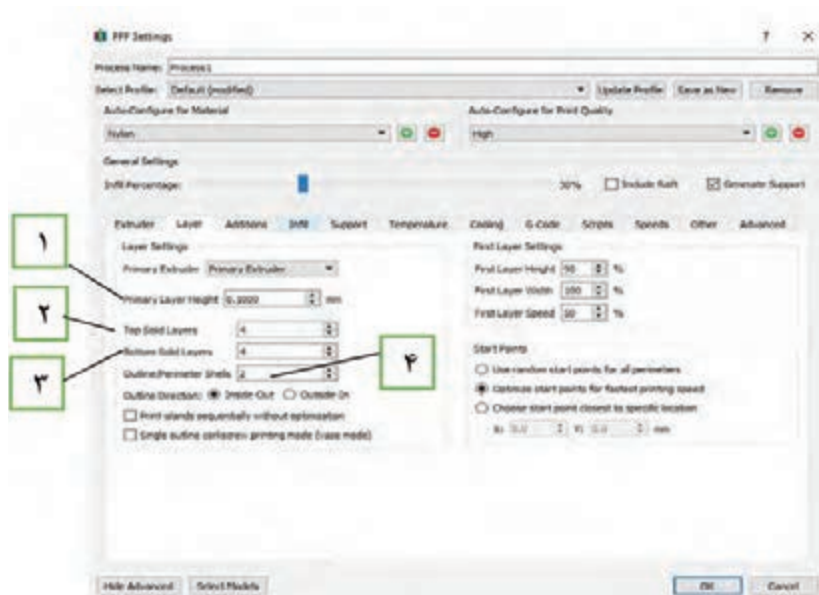 FFF Settings
Process Name: Process1
Select Profile: Default (modified) Update Profile Save as New Remove
Auto-Configure for Material
Nylon
Auto-Configure for Print Quality
High
General Settings
Infill Percentage: 30% Include Raft Generate Support
Extruder Layer Additions Infill Support Temperature Cooling G-Code Scripts Speeds Other Advanced
Layer Settings
Primary Extruder Primary Extruder
۱
Primary Layer Height 0.1000 mm
۲
Top Solid Layers 4
۳
Bottom Solid Layers 4
Outline/Perimeter Shells 2
۴
Outline Direction: Inside Out Outside In
Print islands sequentially without optimization
Single outline corkscrew printing mode (vase mode)
First Layer Settings
First Layer Height 90 %
First Layer Width 100 %
First Layer Speed 50 %
Start Points
Use random start points for all perimeters
Optimize start points for fastest printing speed
Choose start point closest to specific location
X: 0.0 Y: 0.0 mm
Hide Advanced Select Models OK Cancel